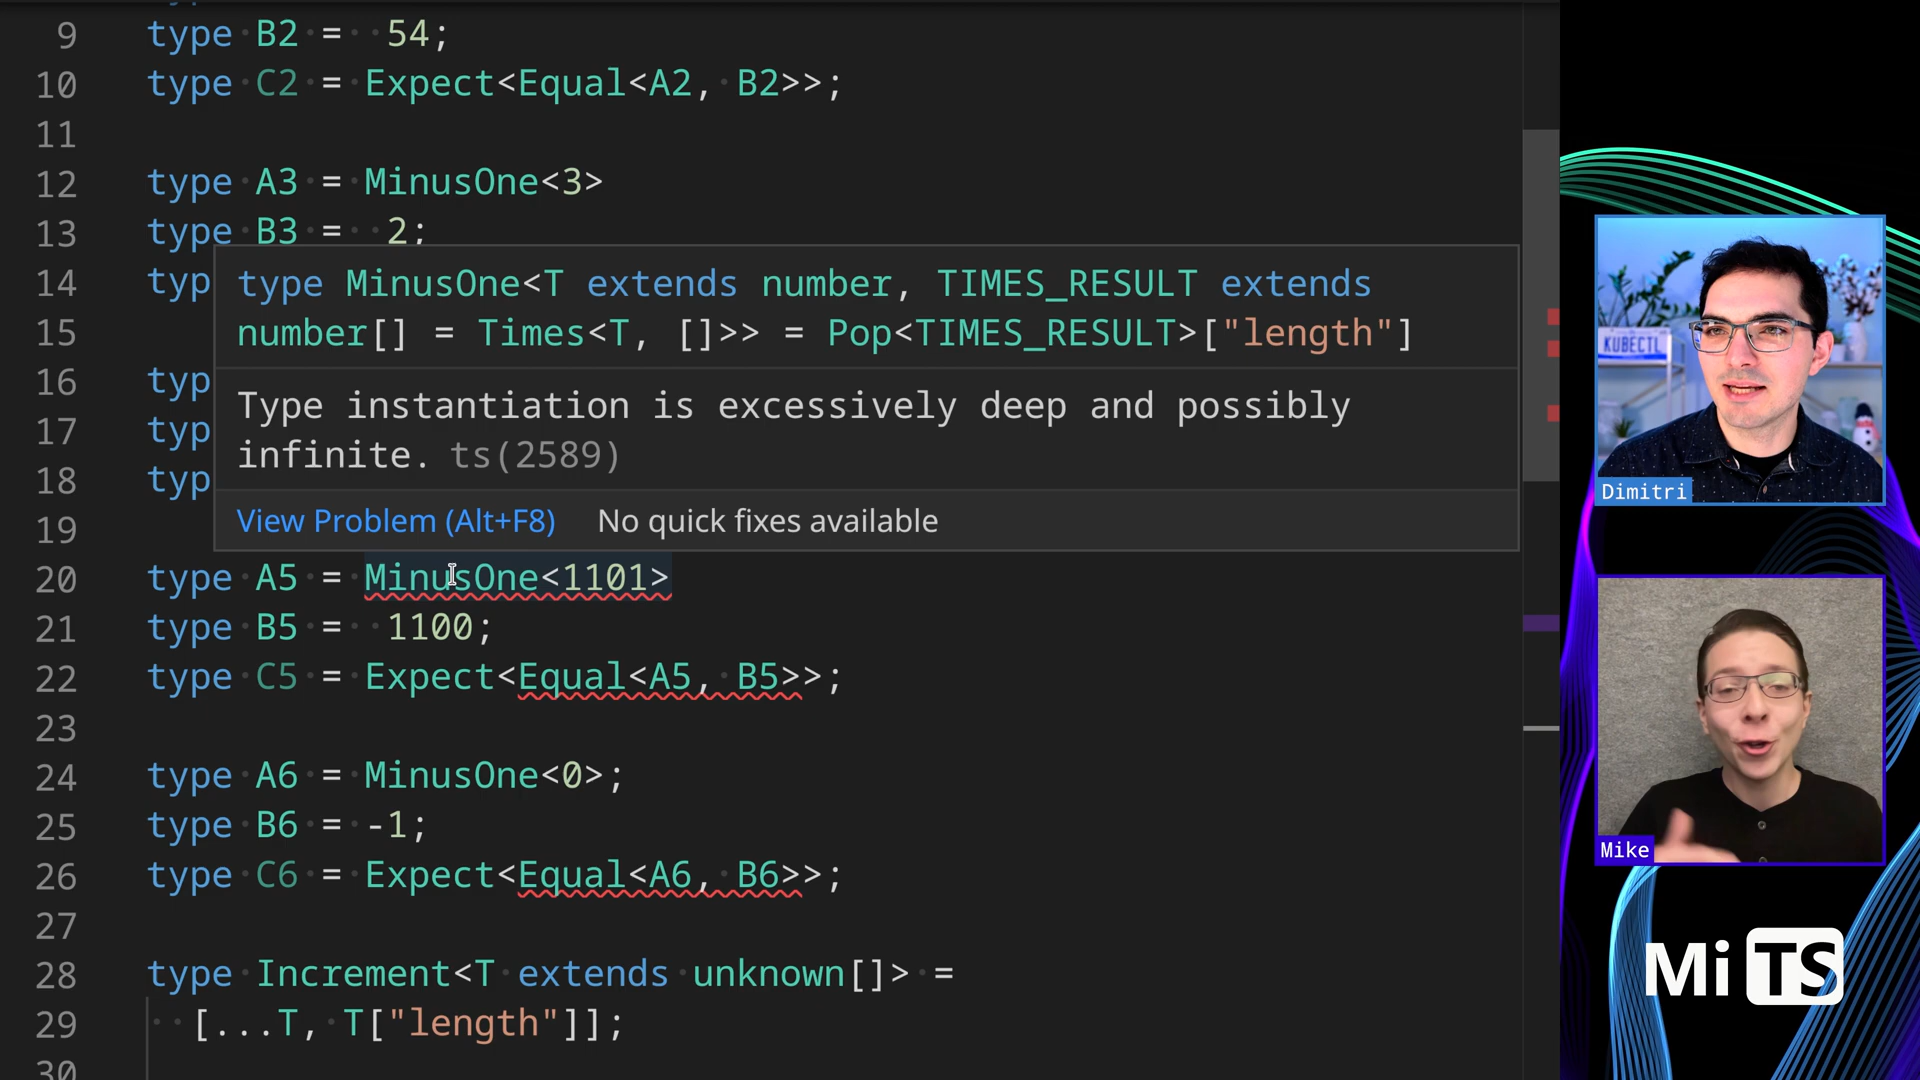 9 type B2 = 54;
10 type C2 = Expect<Equal<A2, B2>>;
11
12 type A3 = MinusOne<3>
13 type B3 = 2;
14 typ
15
16 typ
17 typ
18 typ
19
type MinusOne<T extends number, TIMES_RESULT extends
number[] = Times<T, []>> = Pop<TIMES_RESULT>["length"]
Type instantiation is excessively deep and possibly
infinite. ts(2589)
View Problem (Alt+F8) No quick fixes available
20 type A5 = MinusOne<1101>
21 type B5 = 1100;
22 type C5 = Expect<Equal<A5, B5>>;
23
24 type A6 = MinusOne<0>;
25 type B6 = -1;
26 type C6 = Expect<Equal<A6, B6>>;
27
28 type Increment<T extends unknown[]> =
29 [...T, T["length"]];
30
KUBECTL
Dimitri
Mike
MiTS